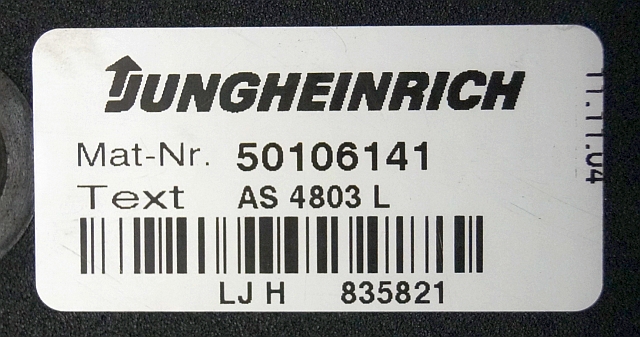 JUNGHEINRICH
Mat-Nr. 50106141
Text AS 4803 L
LJ H 835821
11.11.04